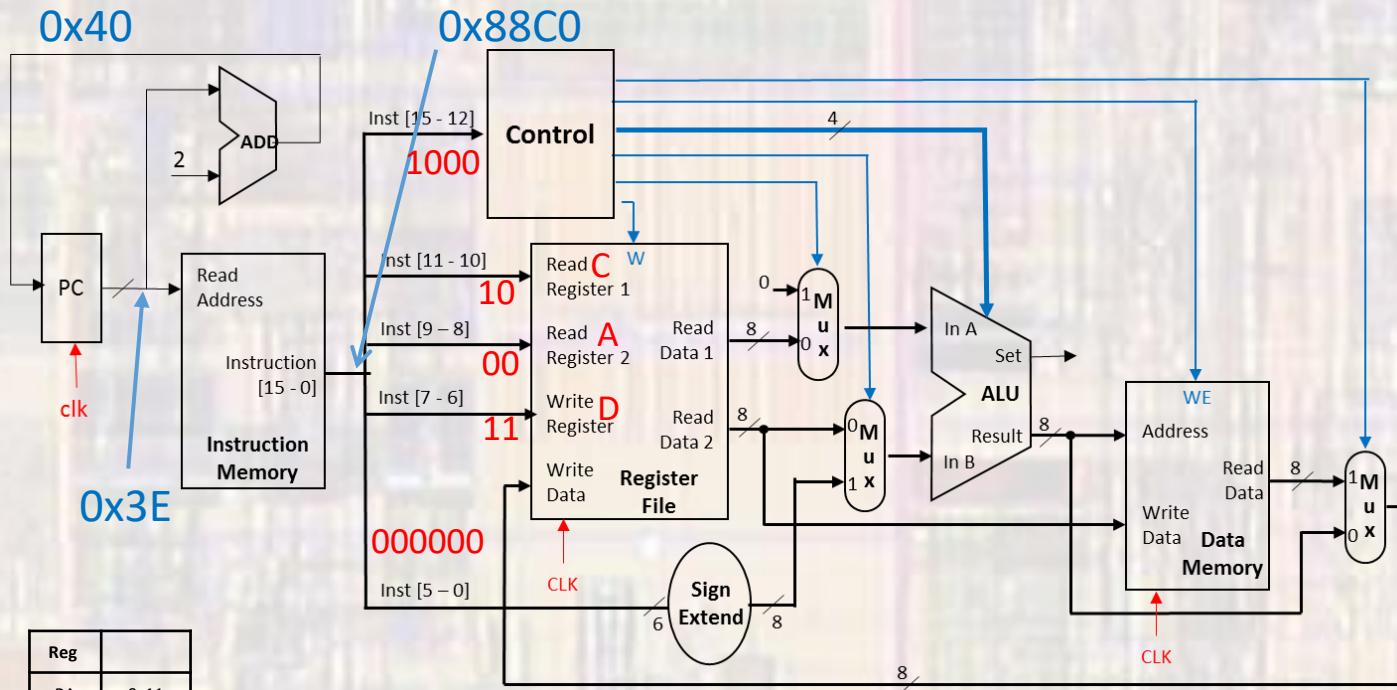 0x40
0x88C0
Inst [15 - 12]
1000
Control
4
ADD
2
PC
clk
0x3E
Read
Address
Instruction
[15 - 0]
Instruction
Memory
Inst [11 - 10]
10
Inst [9 – 8]
00
Inst [7 - 6]
11
000000
Inst [5 – 0]
6
W
Read C
Register 1
Read A
Register 2
Write D
Register
Write
Data
Read
Data 1
8
Read
Data 2
8
Register
File
CLK
Sign
Extend
8
0
1
0
M
u
x
0
1
M
u
x
In A
Set
ALU
Result
8
In B
WE
Address
Read
Data
8
Write
Data
Data
Memory
CLK
1
0
M
u
x
8
Reg